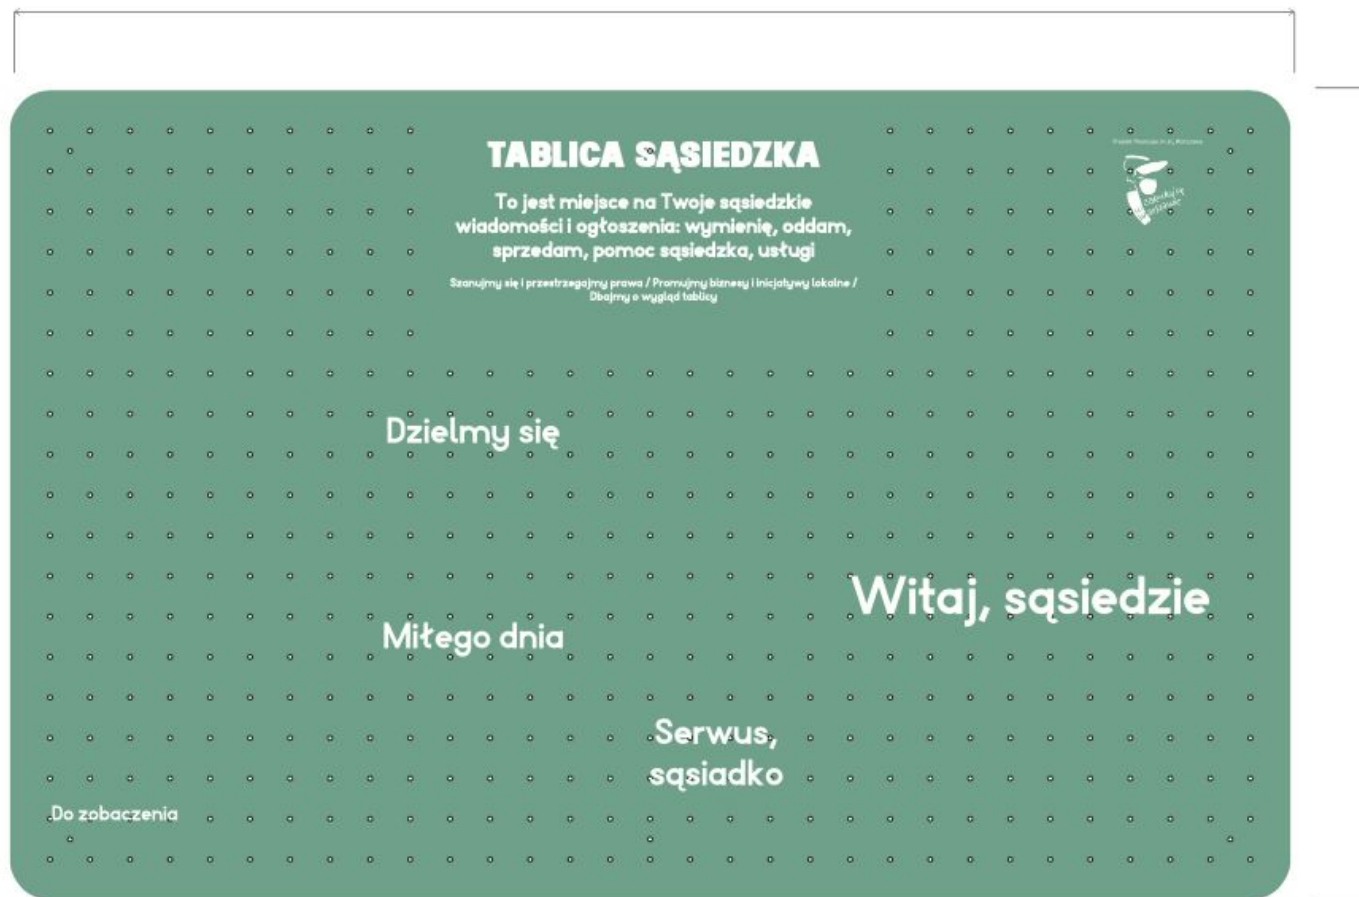 TABLICA SĄSIEDZKA
To jest miejsce na Twoje sąsiedzkie
wiadomości i ogłoszenia: wymienię, oddam,
sprzedam, pomoc sąsiedzka, usługi
Szanujmy się i przestrzegajmy prawa / Promujmy biznesy i inicjatywy lokalne /
Dbajmy o wygląd tablicy
Dzielmy się
Witaj, sąsiedzie
Miłego dnia
Serwus,
sąsiadko
Do zobaczenia